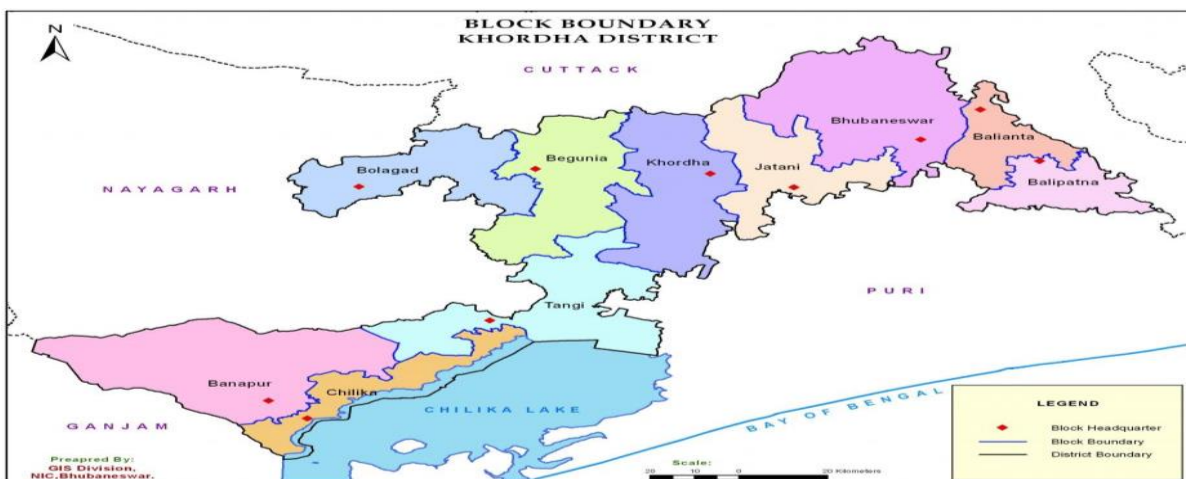 BLOCK BOUNDARY
KHORDHA DISTRICT
N
CUTTACK
Bhubaneswar
Balianta
Begunia
Khordha
Jatani
Bolagad
Balipatna
NAYAGARH
PURI
Tangi
Banapur
Chilika
CHILIKA LAKE
BAY OF BENGAL
GANJAM
LEGEND
Block Headquarter
Block Boundary
District Boundary
Preapred By:
GIS Division,
NIC,Bhubaneswar.
Scale:
20 10 0 20 Kilometers